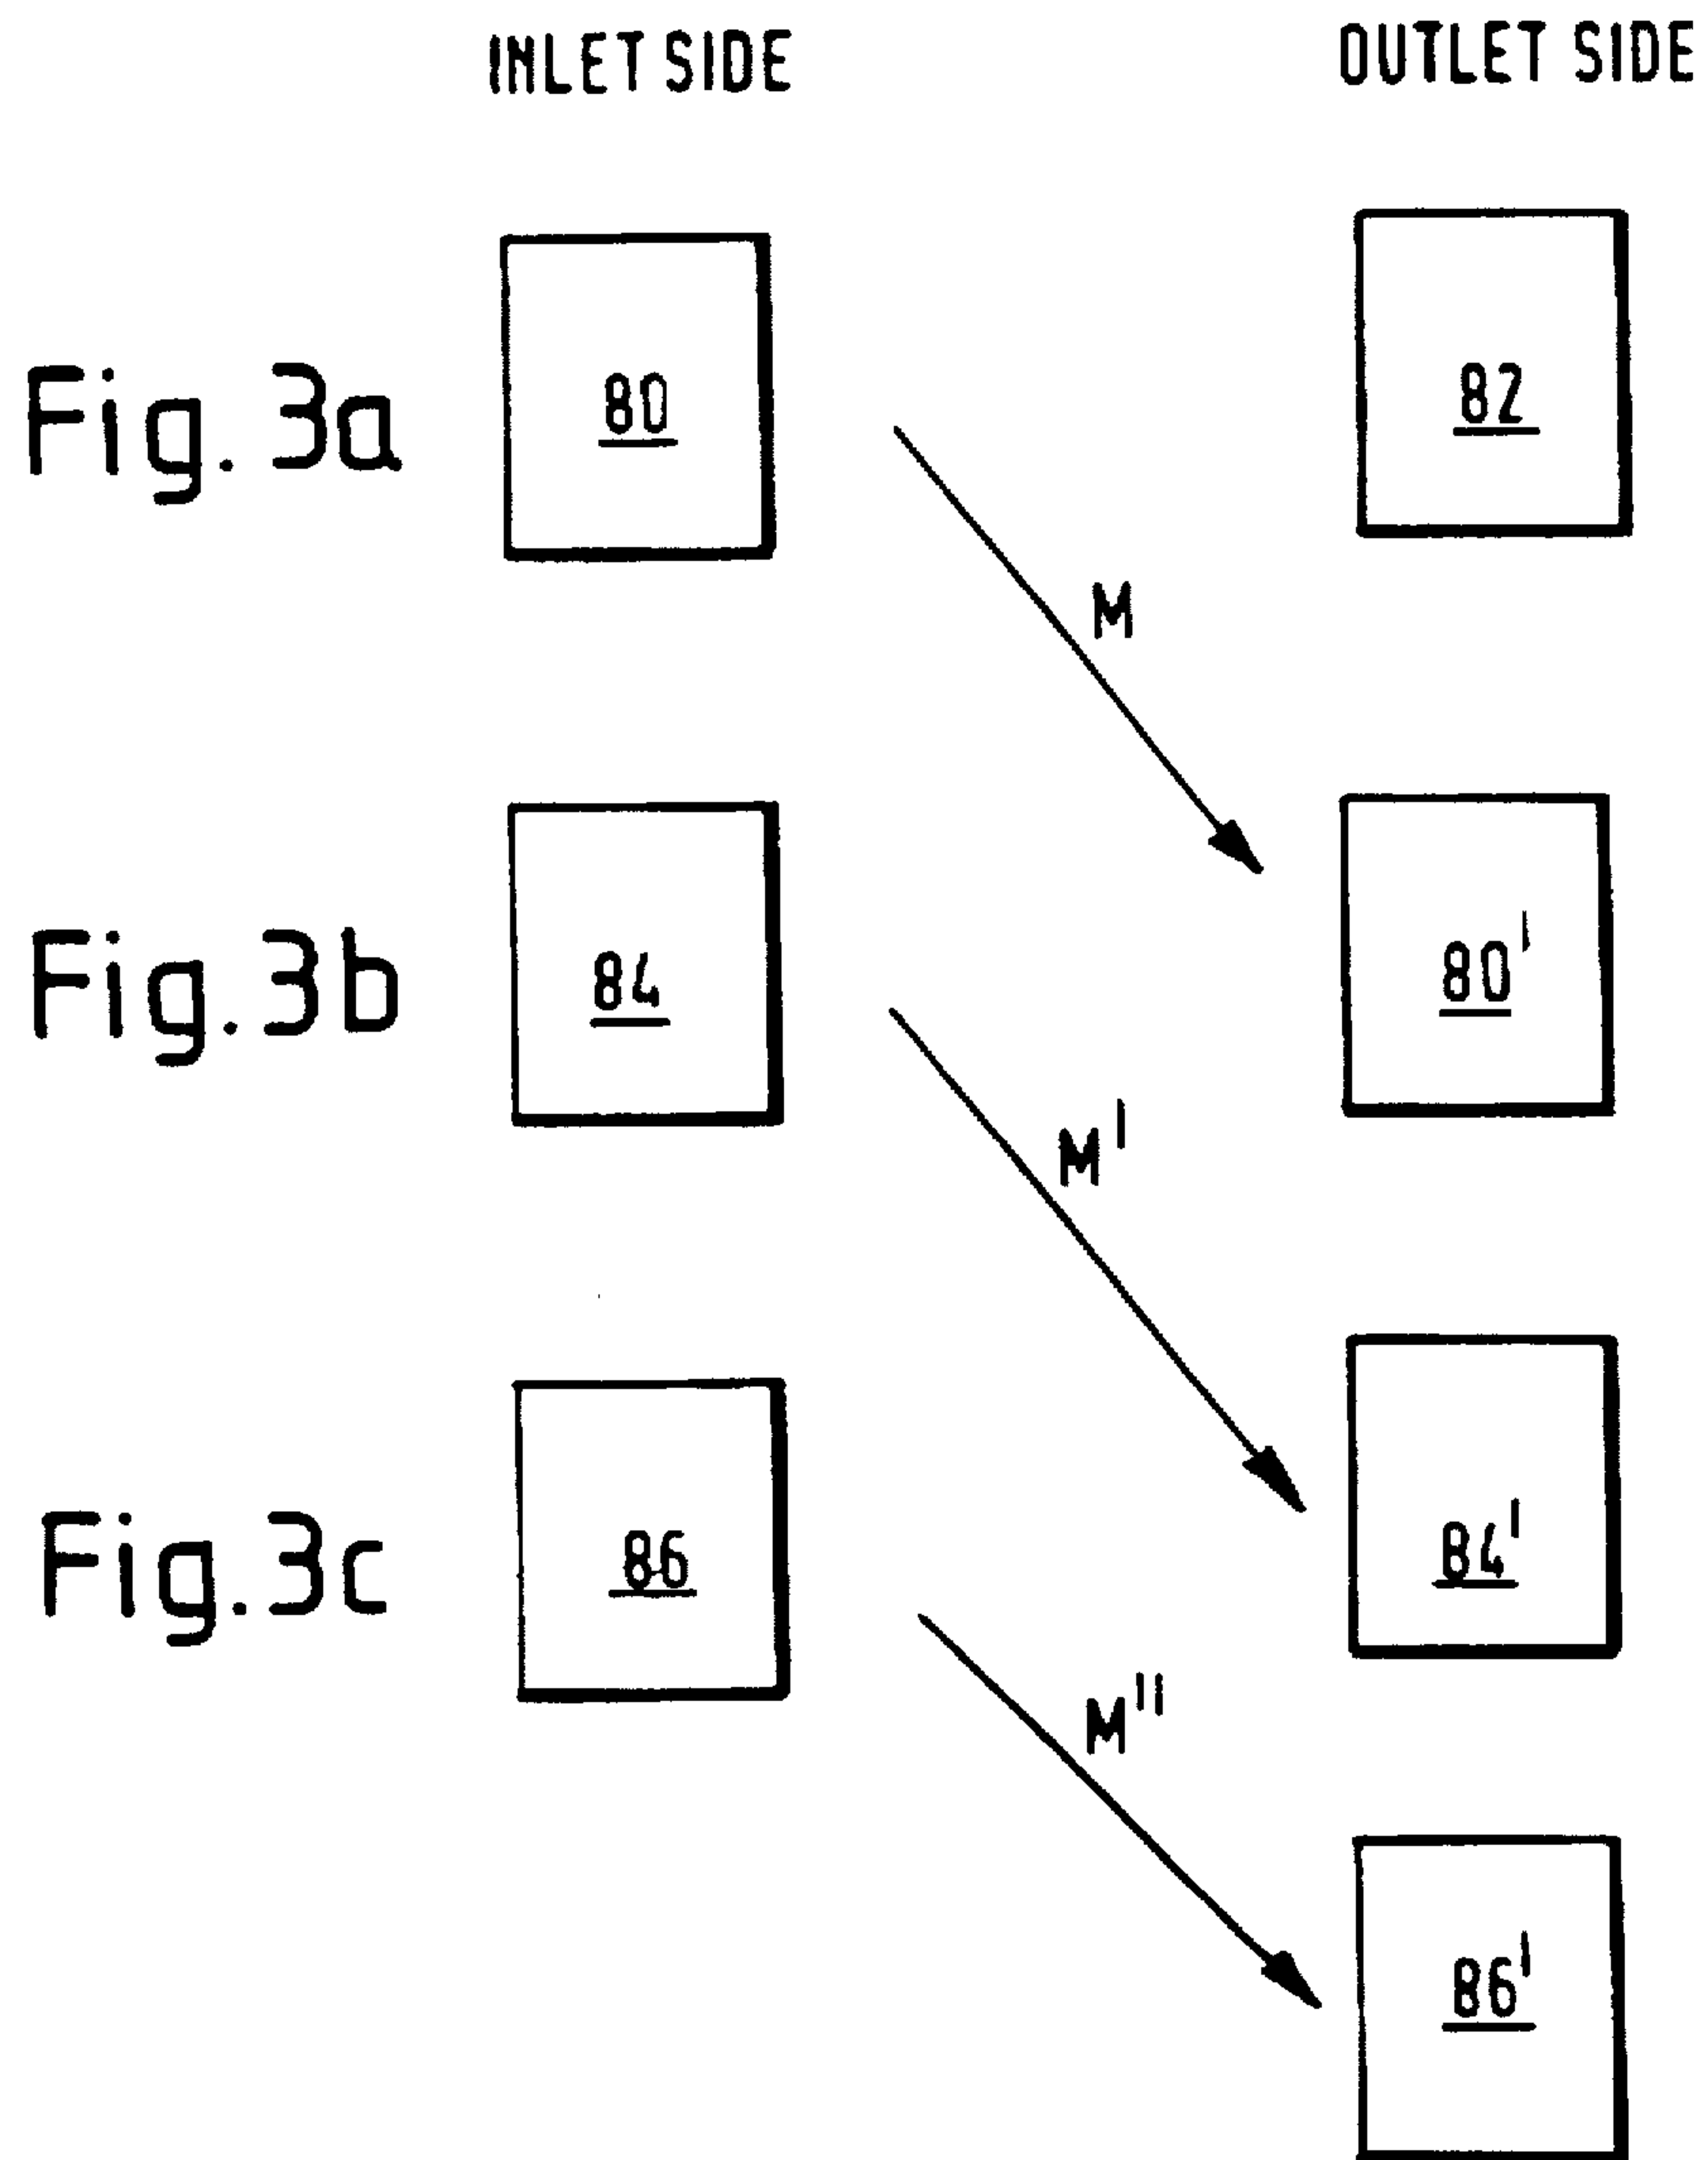 INLET SIDE OUTLET SIDE
Fig. 3a 80 82
M
Fig. 3b 84 80'
M'
Fig. 3c 86 84'
M"
86'